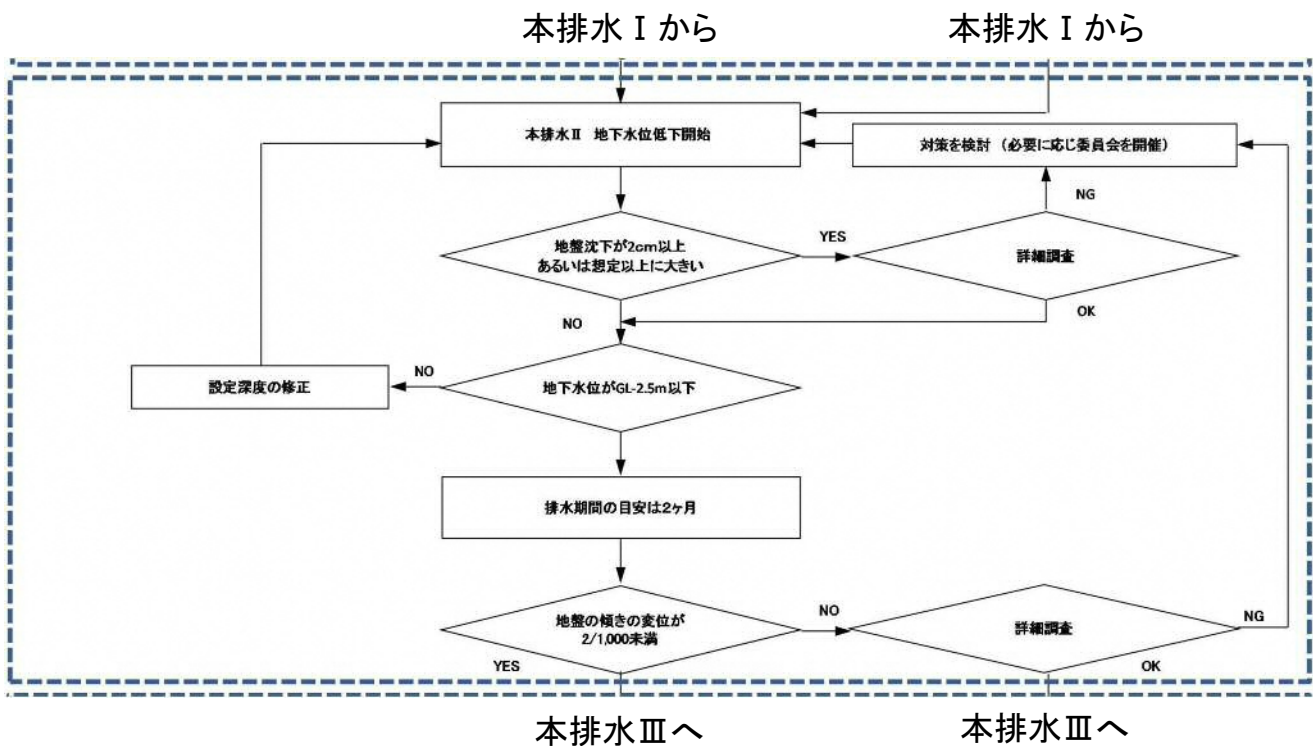 本排水Ⅰから
本排水Ⅰから
本排水Ⅱ 地下水位低下開始
対策を検討（必要に応じ委員会を開催）
NG
地盤沈下が2cm以上
あるいは想定以上に大きい
YES
詳細調査
OK
NO
地下水位がGL-2.5m以下
NO
設定深度の修正
排水期間の目安は2ヶ月
地盤の傾きの変位が
2/1,000未満
NO
詳細調査
NG
YES
OK
本排水Ⅲへ
本排水Ⅲへ